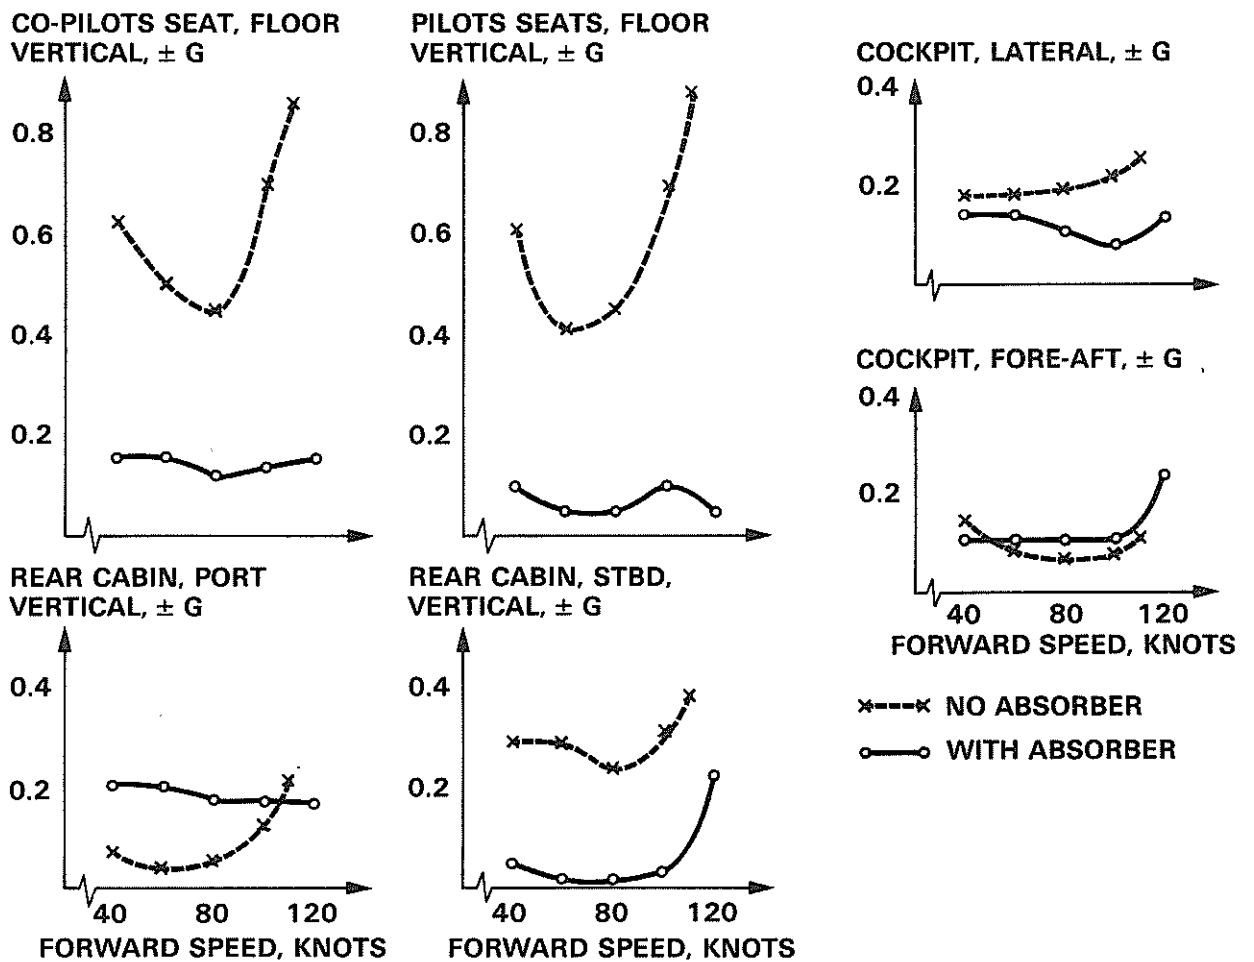 CO-PILOTS SEAT, FLOOR
VERTICAL, ± G
0.8
0.6
0.4
0.2
PILOTS SEATS, FLOOR
VERTICAL, ± G
0.8
0.6
0.4
0.2
COCKPIT, LATERAL, ± G
0.4
0.2
COCKPIT, FORE-AFT, ± G
0.4
0.2
40 80 120
FORWARD SPEED, KNOTS
REAR CABIN, PORT
VERTICAL, ± G
0.4
0.2
40 80 120
FORWARD SPEED, KNOTS
REAR CABIN, STBD,
VERTICAL, ± G
0.4
0.2
40 80 120
FORWARD SPEED, KNOTS
NO ABSORBER
WITH ABSORBER